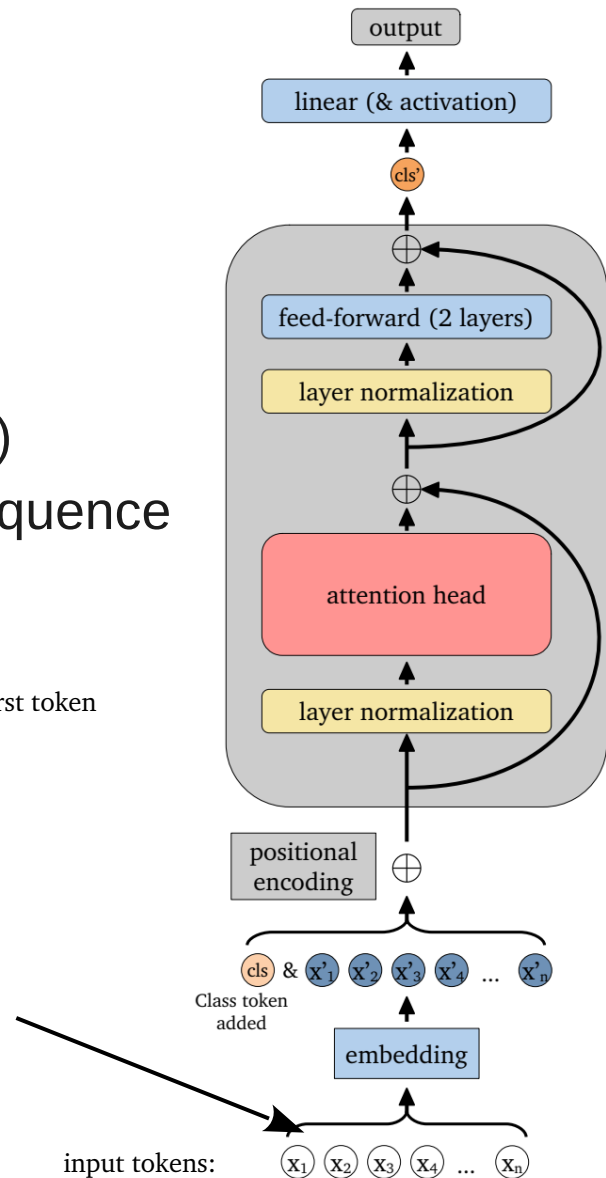 output
linear (& activation)
cls'
feed-forward (2 layers)
layer normalization
)
quence
attention head
rst token
layer normalization
positional
encoding
cls & x'₁ x'₂ x'₃ x'₄ ... x'ₙ
Class token
added
embedding
input tokens: x₁ x₂ x₃ x₄ ... xₙ